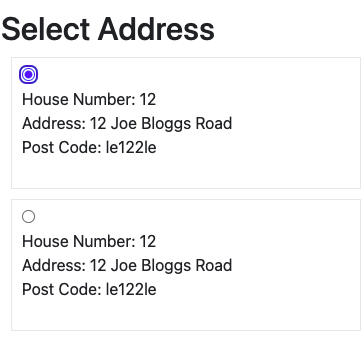 Select Address
House Number: 12
Address: 12 Joe Bloggs Road
Post Code: le122le
House Number: 12
Address: 12 Joe Bloggs Road
Post Code: le122le